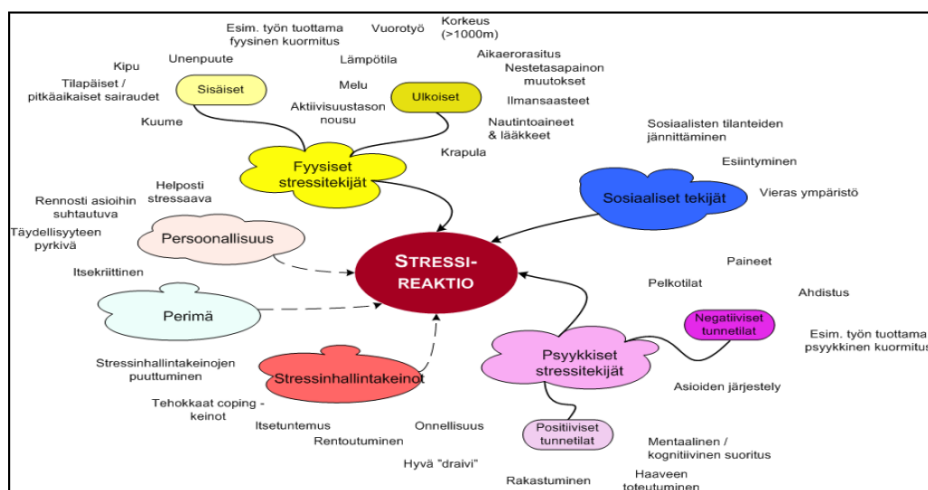 Esim. työn tuottama
fyysinen kuormitus
Vuorotyö
Korkeus
(>1000m)
Kipu
Unenpuute
Lämpötila
Aikaerorasitus
Nestetasapainon
muutokset
Tilapäiset /
pitkäaikaiset sairaudet
Sisäiset
Melu
Ulkoiset
Ilmansaasteet
Kuume
Aktiivisuustason
nousu
Nautintoaineet
& lääkkeet
Krapula
Fyysiset
stressitekijät
Sosiaalisten tilanteiden
jännittäminen
Esiintyminen
Vieras ympäristö
Sosiaaliset tekijät
Helposti
stressaava
Rennosti asioihin
suhtautuva
Täydellisyyteen
pyrkivä
Persoonallisuus
Itsekriittinen
STRESSI-
REAKTIO
Perimä
Paineet
Pelkotilat
Ahdistus
Negatiiviset
tunnetilat
Esim. työn tuottama
psyykkinen kuormitus
Psyykkiset
stressitekijät
Asioiden järjestely
Stressinhallintakeinojen
puuttuminen
Stressinhallintakeinot
Tehokkaat coping -
keinot
Itsetuntemus
Rentoutuminen
Onnellisuus
Positiiviset
tunnetilat
Hyvä "draivi"
Rakastuminen
Haaveen
toteutuminen
Mentaalinen /
kognitiivinen suoritus